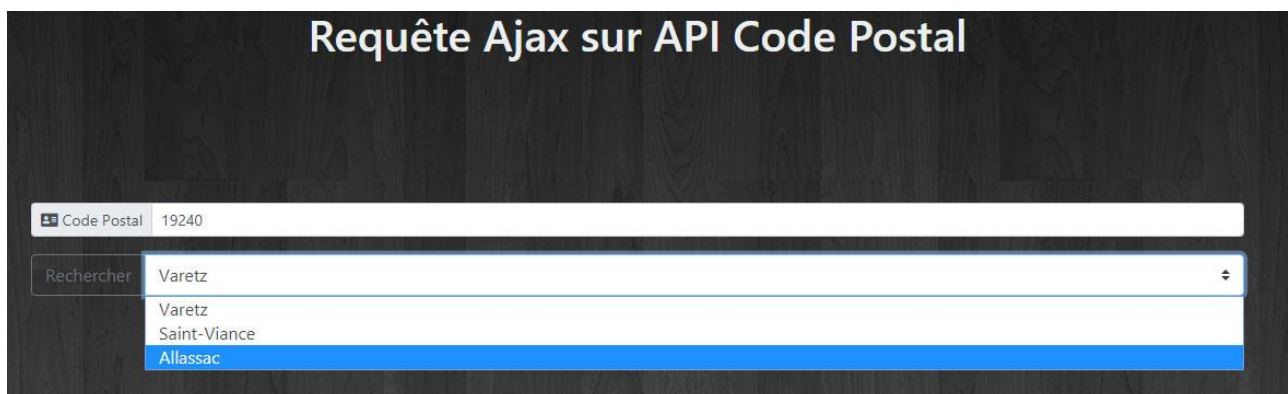 Requête Ajax sur API Code Postal
Code Postal 19240
Rechercher Varetz
Varetz
Saint-Viance
Allassac